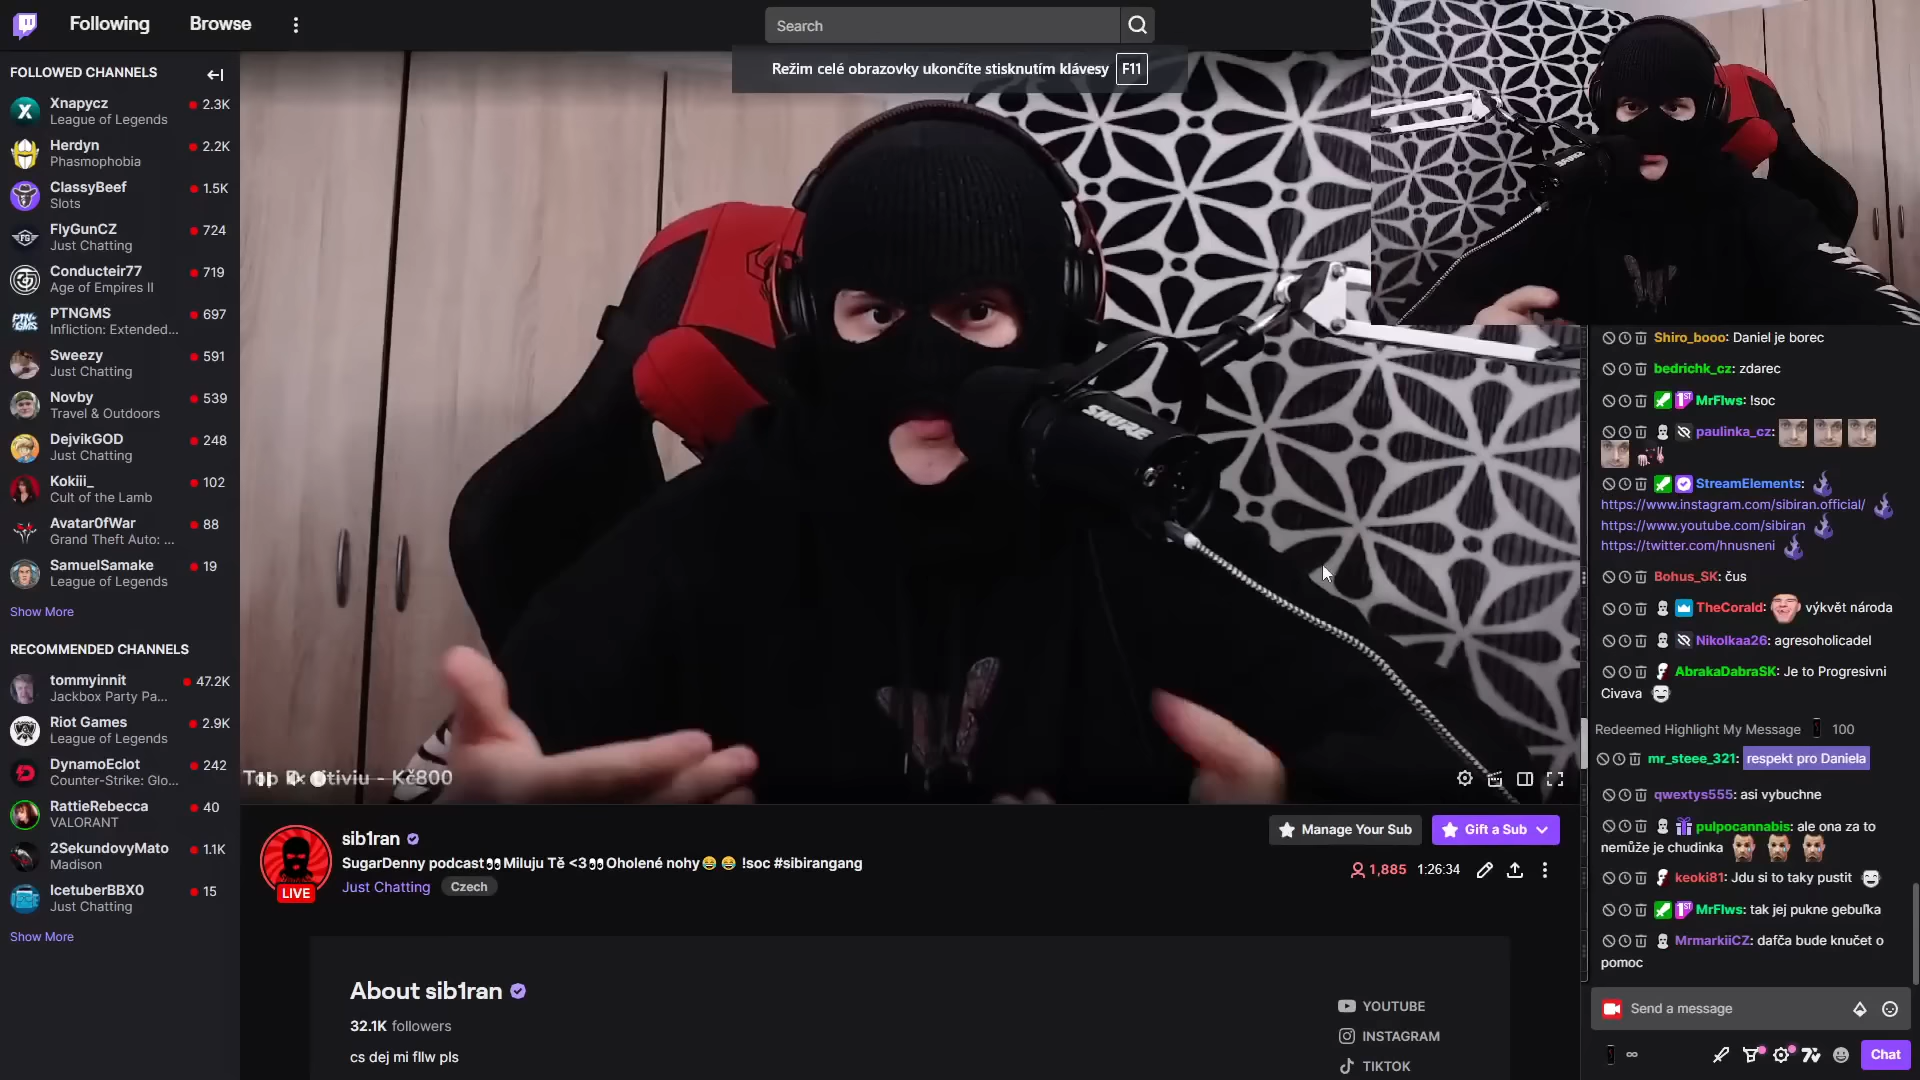 Following
Browse
Search
Režim celé obrazovky ukončíte stisknutím klávesy F11
FOLLOWED CHANNELS
Xnapycz
2.3K
League of Legends
Herdyn
2.2K
Phasmophobia
ClassyBeef
1.5K
Slots
FlyGunCZ
724
Just Chatting
Conducteir77
719
Age of Empires II
PTNGMS
697
Infliction: Extended...
Sweezy
591
Just Chatting
Novby
539
Travel & Outdoors
DejvikGOD
248
Just Chatting
Kokiii_
102
Cult of the Lamb
Avatar0fWar
88
Grand Theft Auto: ...
SamuelSamake
19
League of Legends
Show More
RECOMMENDED CHANNELS
tommyinnit
47.2K
Jackbox Party Pa...
Riot Games
2.9K
League of Legends
DynamoEclot
242
Counter-Strike: Glo...
RattieRebecca
40
VALORANT
2SekundovyMato
1.1K
Madison
IcetuberBBX0
15
Just Chatting
Show More
SHURE
Kč800
sib1ran
LIVE
SugarDenny podcast👀Miluju Tě <3👀Oholené nohy😂 😂 !soc #sibirangang
Just Chatting
Czech
Manage Your Sub
Gift a Sub
1,885
1:26:34
About sib1ran
32.1K followers
cs dej mi fllw pls
YOUTUBE
INSTAGRAM
TIKTOK
Shiro_booo: Daniel je borec
bedrichk_cz: zdarec
MrFlws: !soc
paulinka_cz:
StreamElements:
https://www.instagram.com/sibiran.official/
https://www.youtube.com/sibiran
https://twitter.com/hnusneni
Bohus_SK: čus
TheCorald: výkvět národa
Nikolkaa26: agresoholicadel
AbrakaDabraSK: Je to Progresivni
Civava
Redeemed Highlight My Message 100
mr_steee_321: respekt pro Daniela
qwextys555: asi vybuchne
pulpocannabis: ale ona za to
nemůže je chudinka
keoki81: Jdu si to taky pustit
MrFlws: tak jej pukne gebuľka
MrmarkiiCZ: dafča bude knučet o
pomoc
Send a message
Chat